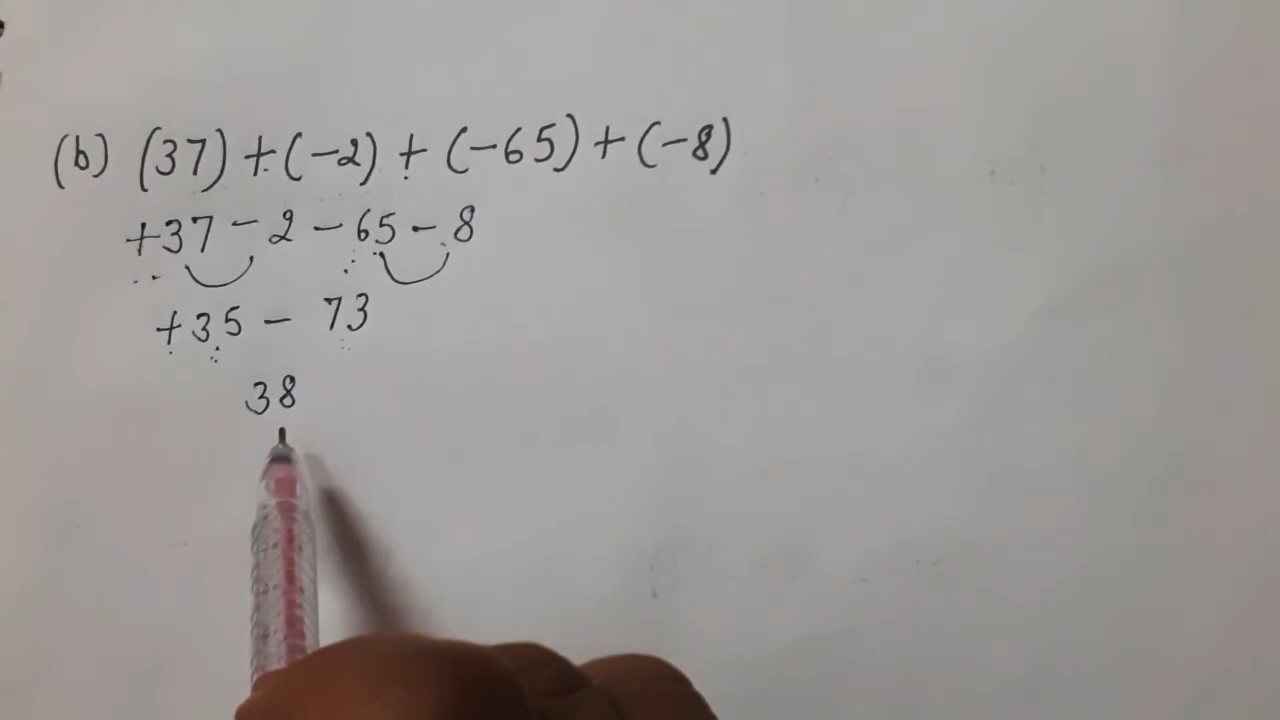 (b) (37) + (-2) + (-65) + (-8)
+37 - 2 - 65 - 8
+35 - 73
38